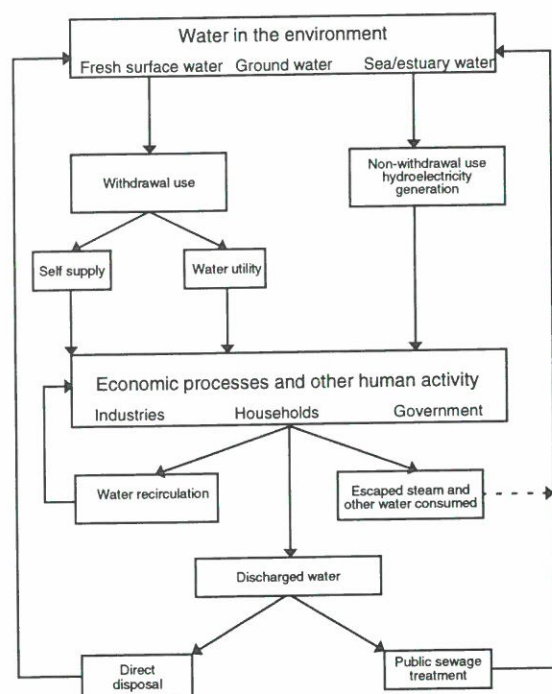 Water in the environment
Fresh surface water Ground water Sea/estuary water
Withdrawal use
Non-withdrawal use
hydroelectricity
generation
Self supply
Water utility
Economic processes and other human activity
Industries Households Government
Water recirculation
Escaped steam and
other water consumed
Discharged water
Direct
disposal
Public sewage
treatment